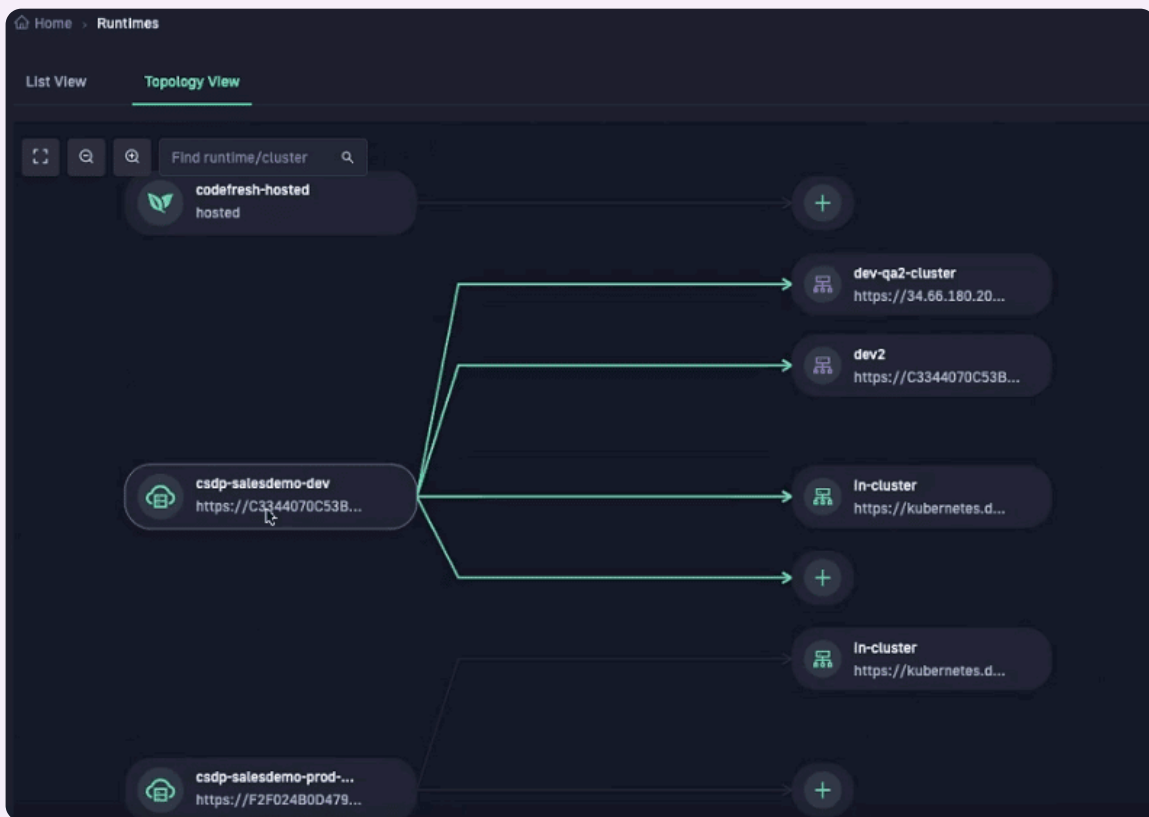 Home > Runtimes
List View
Topology View
Find runtime/cluster
codefresh-hosted
hosted
dev-qa2-cluster
https://34.66.180.20...
dev2
https://C3344070C53B...
csdp-salesdemo-dev
https://C3344070C53B...
in-cluster
https://kubernetes.d...
in-cluster
https://kubernetes.d...
csdp-salesdemo-prod-...
https://F2F024B0D479...